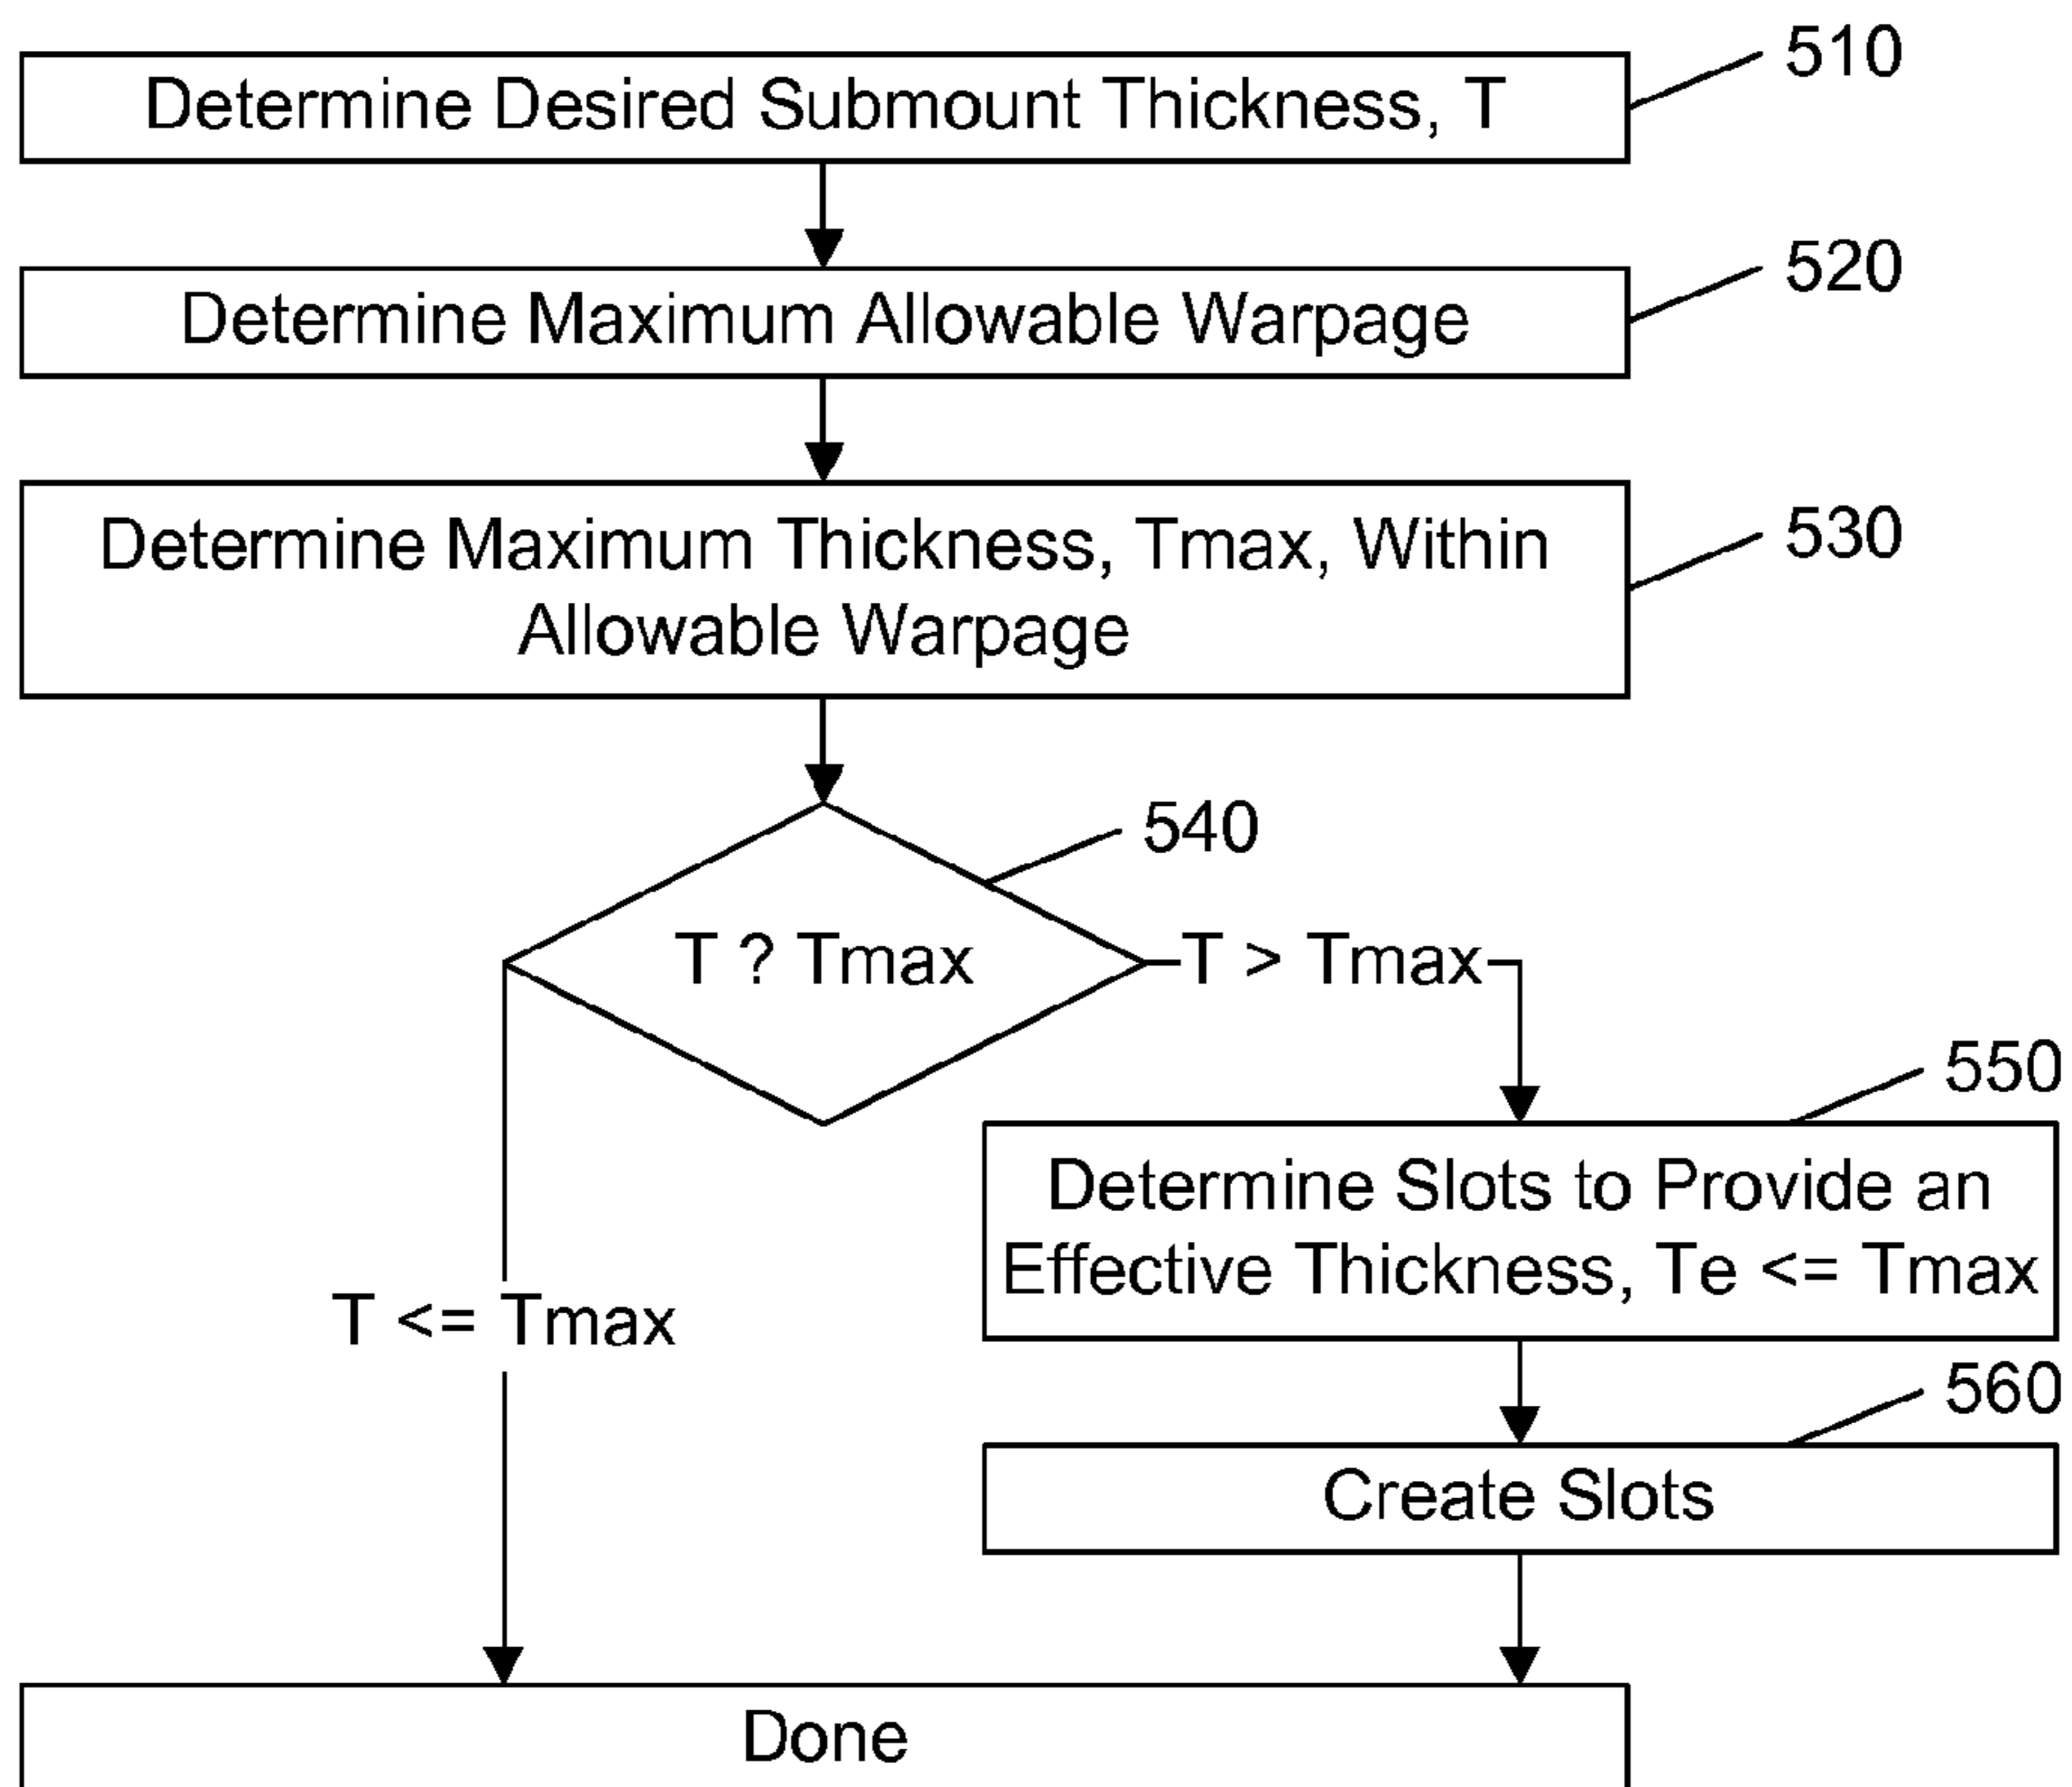 510
Determine Desired Submount Thickness, T
520
Determine Maximum Allowable Warpage
530
Determine Maximum Thickness, Tmax, Within
Allowable Warpage
540
T ? Tmax
T > Tmax
550
Determine Slots to Provide an
Effective Thickness, Te <= Tmax
T <= Tmax
560
Create Slots
Done